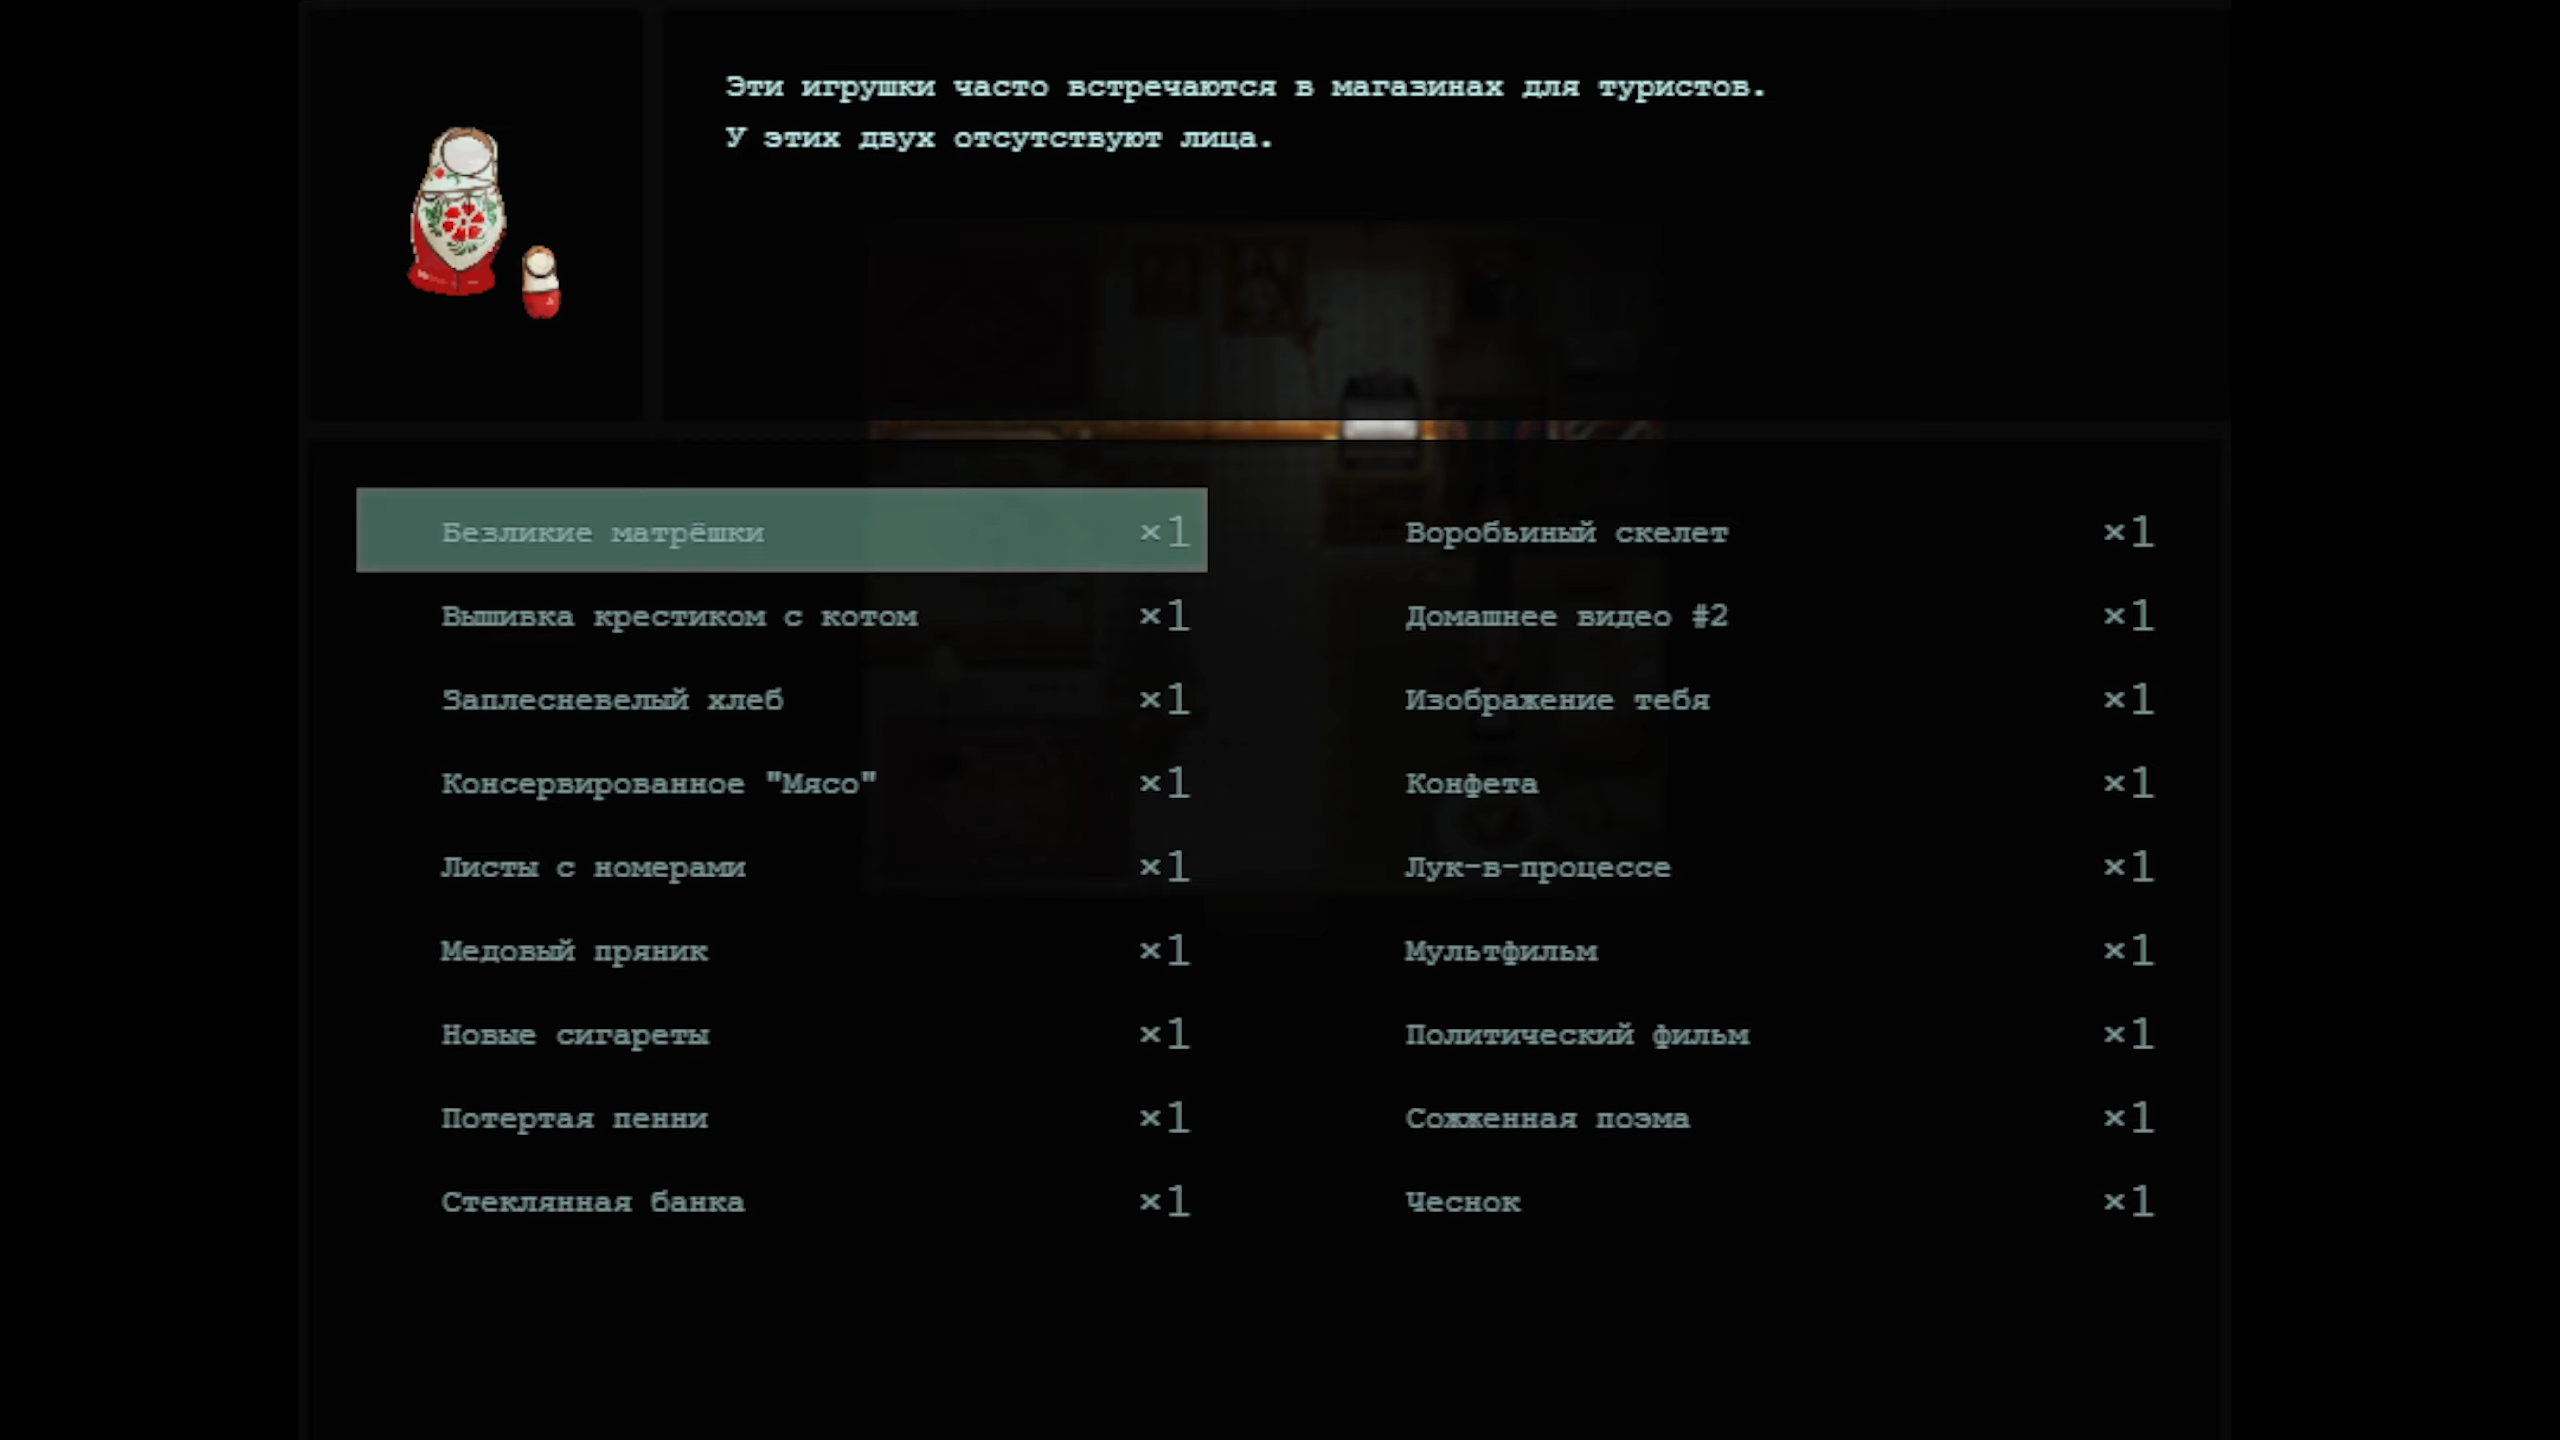 Эти игрушки часто встречаются в магазинах для туристов.
У этих двух отсутствуют лица.
Безликие матрёшки ×1 Воробьиный скелет ×1
Вышивка крестиком с котом ×1 Домашнее видео #2 ×1
Заплесневелый хлеб ×1 Изображение тебя ×1
Консервированное "Мясо" ×1 Конфета ×1
Листы с номерами ×1 Лук-в-процессе ×1
Медовый пряник ×1 Мультфильм ×1
Новые сигареты ×1 Политический фильм ×1
Потертая пенни ×1 Сожженная поэма ×1
Стеклянная банка ×1 Чеснок ×1